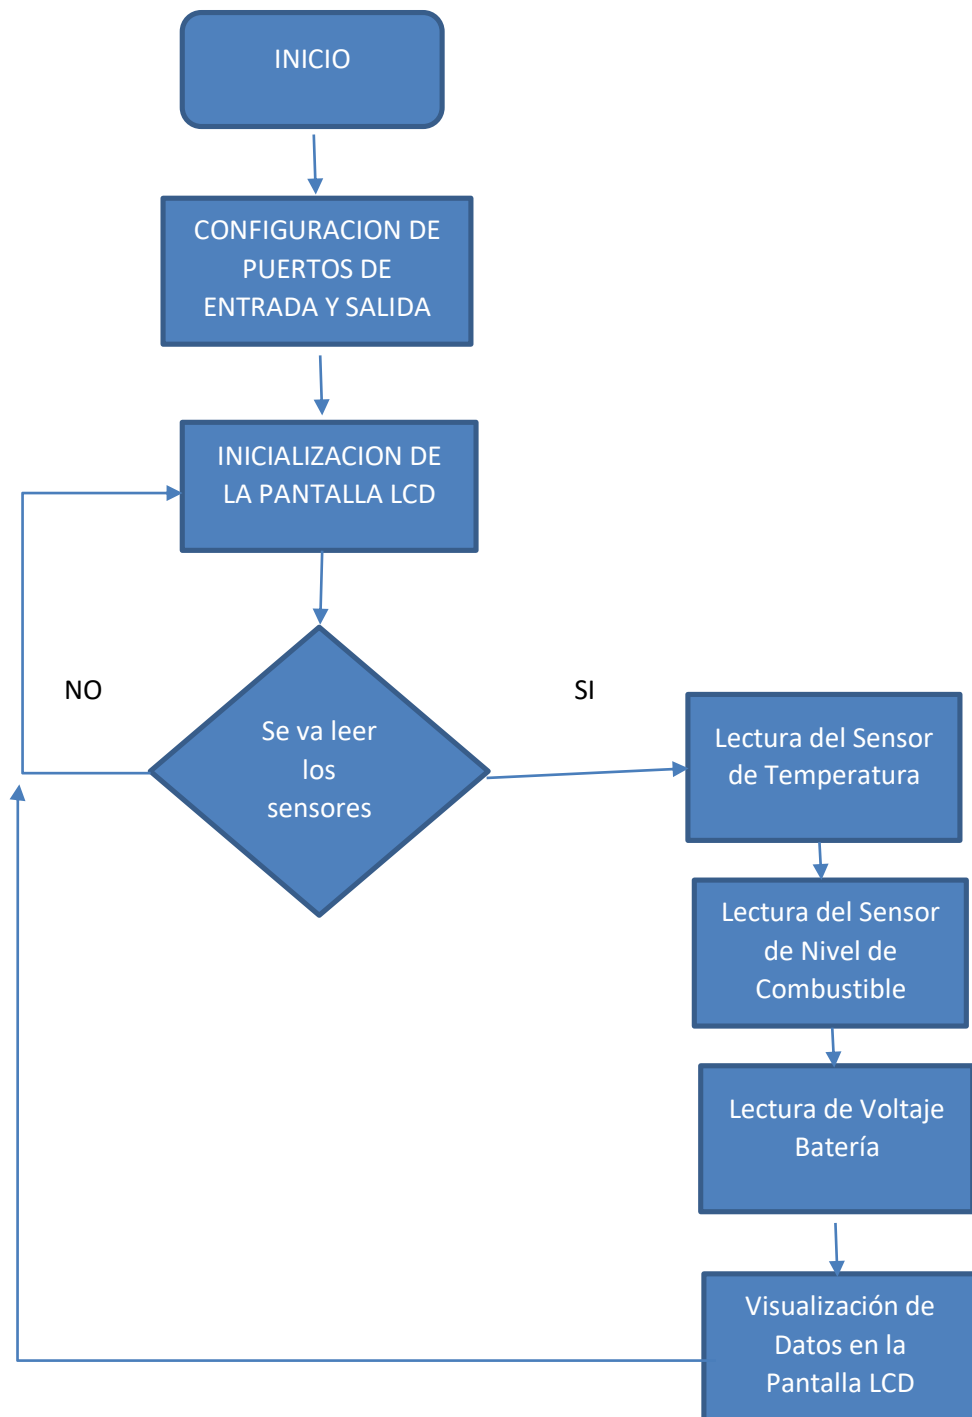 INICIO
CONFIGURACION DE
PUERTOS DE
ENTRADA Y SALIDA
INICIALIZACION DE
LA PANTALLA LCD
NO
SI
Se va leer
los
sensores
Lectura del Sensor
de Temperatura
Lectura del Sensor
de Nivel de
Combustible
Lectura de Voltaje
Batería
Visualización de
Datos en la
Pantalla LCD